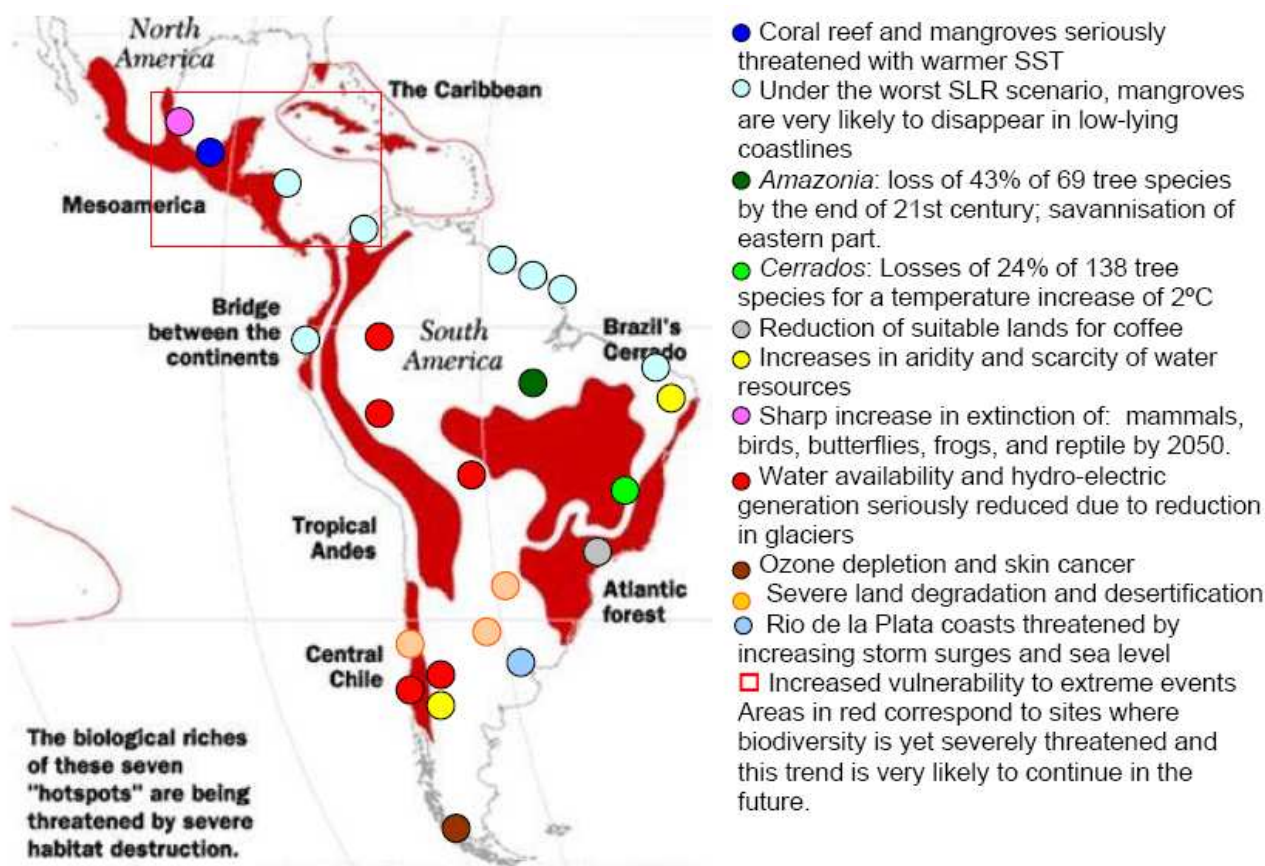 North
America
The Caribbean
Mesoamerica
Bridge
between the
continents
South
America
Brazil's
Cerrado
Tropical
Andes
Atlantic
forest
Central
Chile
The biological riches
of these seven
"hotspots" are being
threatened by severe
habitat destruction.
Coral reef and mangroves seriously
threatened with warmer SST
Under the worst SLR scenario, mangroves
are very likely to disappear in low-lying
coastlines
Amazonia: loss of 43% of 69 tree species
by the end of 21st century; savannisation of
eastern part.
Cerrados: Losses of 24% of 138 tree
species for a temperature increase of 2ºC
Reduction of suitable lands for coffee
Increases in aridity and scarcity of water
resources
Sharp increase in extinction of: mammals,
birds, butterflies, frogs, and reptile by 2050.
Water availability and hydro-electric
generation seriously reduced due to reduction
in glaciers
Ozone depletion and skin cancer
Severe land degradation and desertification
Rio de la Plata coasts threatened by
increasing storm surges and sea level
Increased vulnerability to extreme events
Areas in red correspond to sites where
biodiversity is yet severely threatened and
this trend is very likely to continue in the
future.